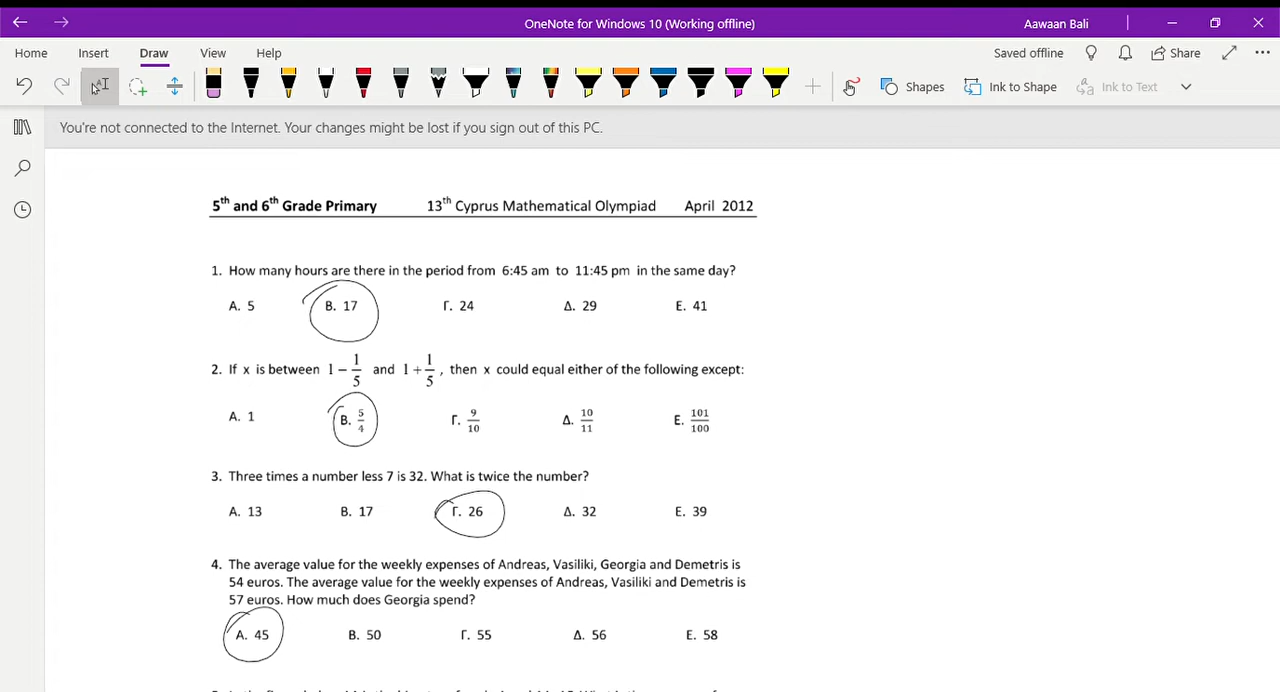 OneNote for Windows 10 (Working offline)
Aawaan Bali
Home Insert Draw View Help
Saved offline Share
Shapes Ink to Shape Ink to Text
You're not connected to the Internet. Your changes might be lost if you sign out of this PC.
5th and 6th Grade Primary 13th Cyprus Mathematical Olympiad April 2012
1. How many hours are there in the period from 6:45 am to 11:45 pm in the same day?
A. 5 B. 17 Γ. 24 Δ. 29 E. 41
2. If x is between 1 − 1/5 and 1 + 1/5 , then x could equal either of the following except:
A. 1 B. 5/4 Γ. 9/10 Δ. 10/11 E. 101/100
3. Three times a number less 7 is 32. What is twice the number?
A. 13 B. 17 Γ. 26 Δ. 32 E. 39
4. The average value for the weekly expenses of Andreas, Vasiliki, Georgia and Demetris is
54 euros. The average value for the weekly expenses of Andreas, Vasiliki and Demetris is
57 euros. How much does Georgia spend?
A. 45 B. 50 Γ. 55 Δ. 56 E. 58